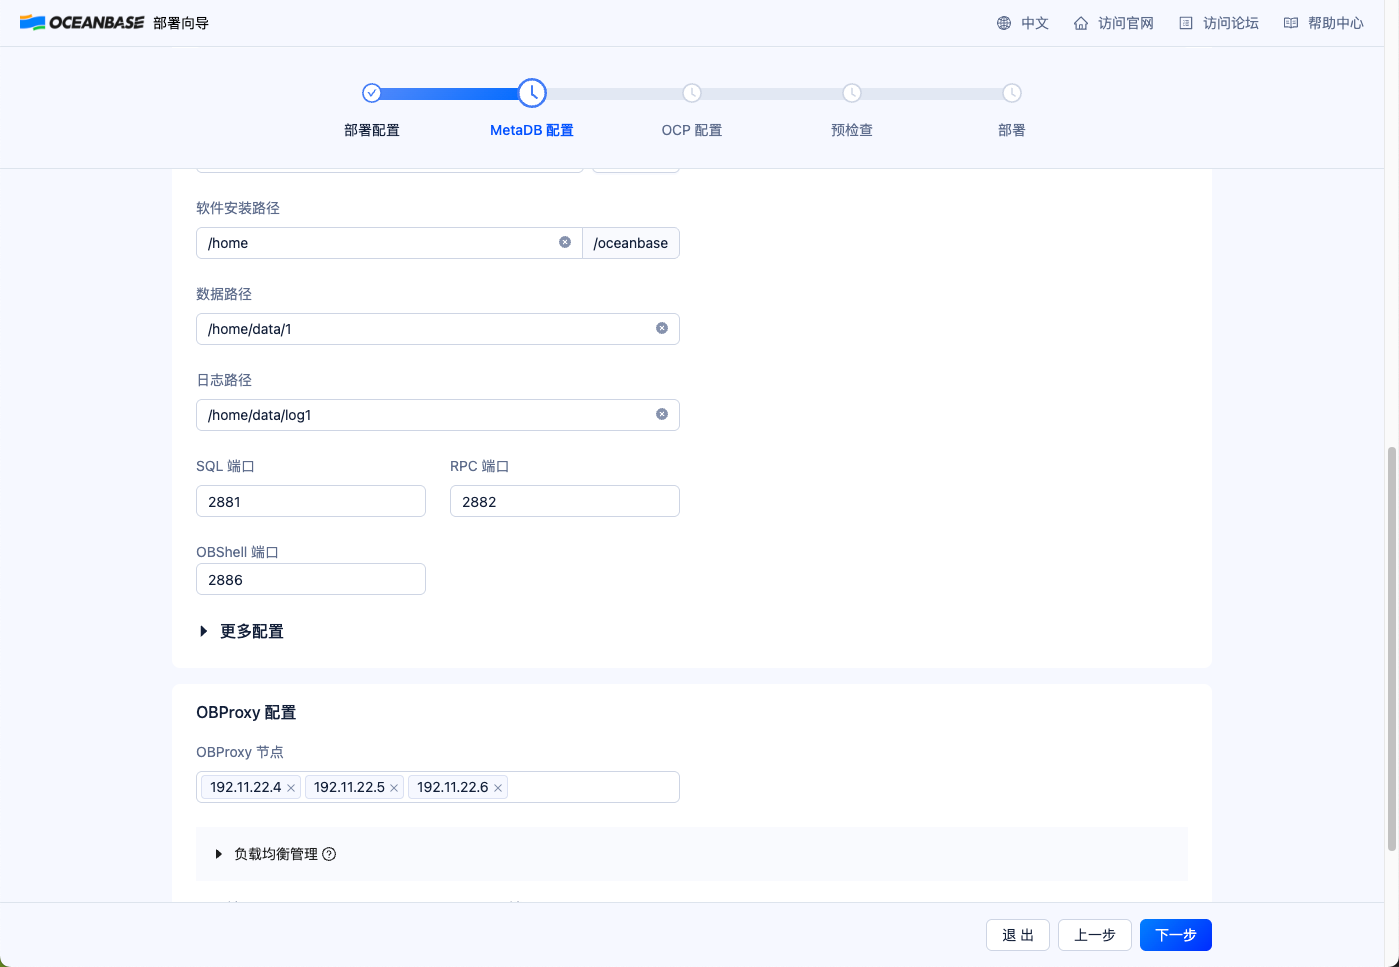 OCEANBASE 部署向导 中文 访问官网 访问论坛 帮助中心
部署配置 MetaDB 配置 OCP 配置 预检查 部署
软件安装路径
/home /oceanbase
数据路径
/home/data/1
日志路径
/home/data/log1
SQL 端口 RPC 端口
2881 2882
OBShell 端口
2886
更多配置
OBProxy 配置
OBProxy 节点
192.11.22.4 192.11.22.5 192.11.22.6
负载均衡管理
退 出 上一步 下一步